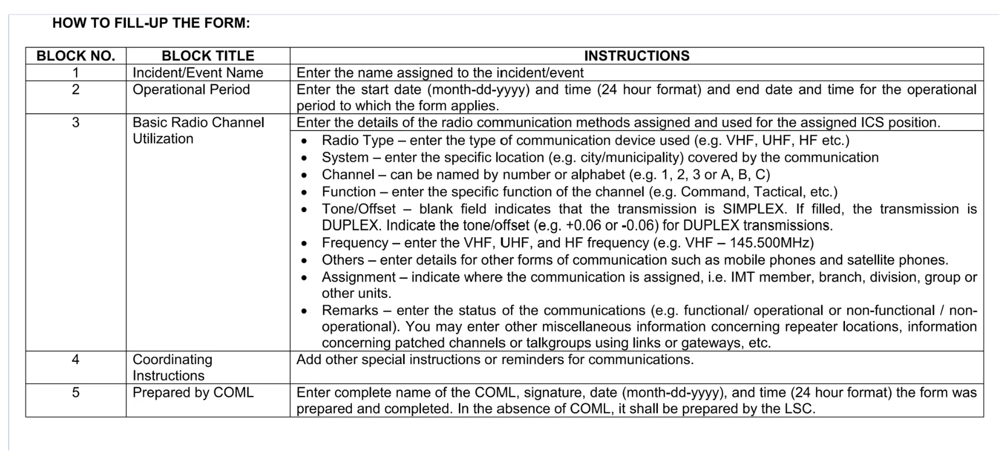 HOW TO FILL-UP THE FORM:
BLOCK NO. BLOCK TITLE INSTRUCTIONS
1 Incident/Event Name Enter the name assigned to the incident/event
2 Operational Period Enter the start date (month-dd-yyyy) and time (24 hour format) and end date and time for the operational
period to which the form applies.
3 Basic Radio Channel Enter the details of the radio communication methods assigned and used for the assigned ICS position.
Utilization
• Radio Type – enter the type of communication device used (e.g. VHF, UHF, HF etc.)
• System – enter the specific location (e.g. city/municipality) covered by the communication
• Channel – can be named by number or alphabet (e.g. 1, 2, 3 or A, B, C)
• Function – enter the specific function of the channel (e.g. Command, Tactical, etc.)
• Tone/Offset – blank field indicates that the transmission is SIMPLEX. If filled, the transmission is
DUPLEX. Indicate the tone/offset (e.g. +0.06 or -0.06) for DUPLEX transmissions.
• Frequency – enter the VHF, UHF, and HF frequency (e.g. VHF – 145.500MHz)
• Others – enter details for other forms of communication such as mobile phones and satellite phones.
• Assignment – indicate where the communication is assigned, i.e. IMT member, branch, division, group or
other units.
• Remarks – enter the status of the communications (e.g. functional/ operational or non-functional / non-
operational). You may enter other miscellaneous information concerning repeater locations, information
concerning patched channels or talkgroups using links or gateways, etc.
4 Coordinating Add other special instructions or reminders for communications.
Instructions
5 Prepared by COML Enter complete name of the COML, signature, date (month-dd-yyyy), and time (24 hour format) the form was
prepared and completed. In the absence of COML, it shall be prepared by the LSC.